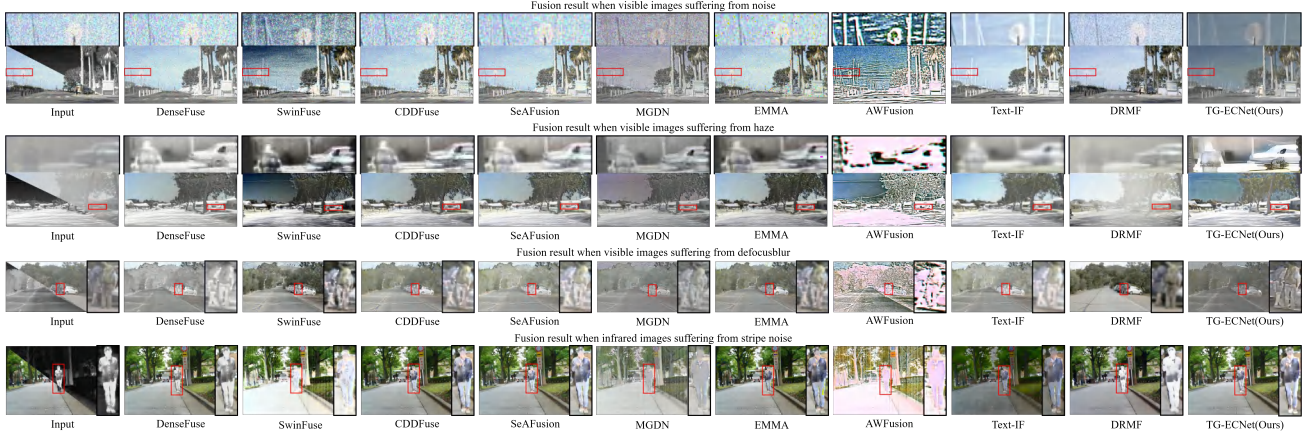 Fusion result when visible images suffering from noise
Input DenseFuse SwinFuse CDDFuse SeAFusion MGDN EMMA AWFusion Text-IF DRMF TG-ECNet(Ours)
Fusion result when visible images suffering from haze
Input DenseFuse SwinFuse CDDFuse SeAFusion MGDN EMMA AWFusion Text-IF DRMF TG-ECNet(Ours)
Fusion result when visible images suffering from defocusblur
Input DenseFuse SwinFuse CDDFuse SeAFusion MGDN EMMA AWFusion Text-IF DRMF TG-ECNet(Ours)
Fusion result when infrared images suffering from stripe noise
Input DenseFuse SwinFuse CDDFuse SeAFusion MGDN EMMA AWFusion Text-IF DRMF TG-ECNet(Ours)